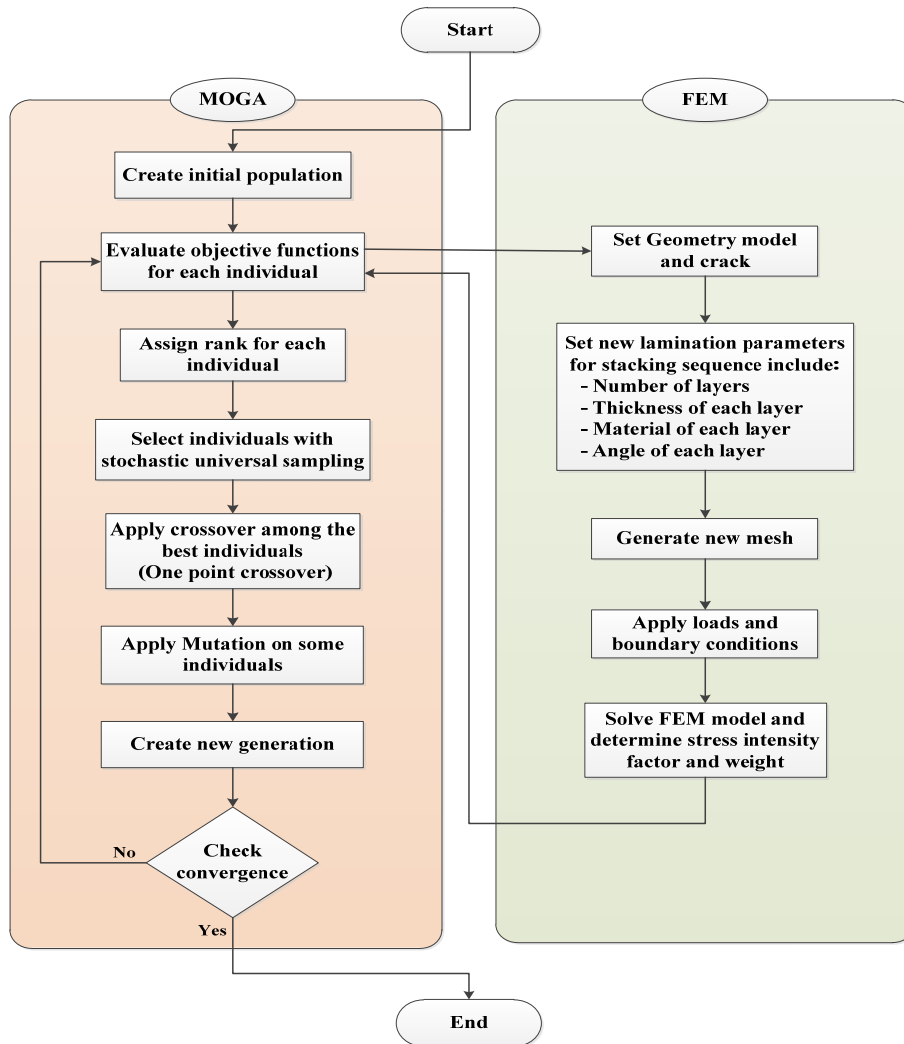 Start
MOGA
Create initial population
Evaluate objective functions
for each individual
Assign rank for each
individual
Select individuals with
stochastic universal sampling
Apply crossover among the
best individuals
(One point crossover)
Apply Mutation on some
individuals
Create new generation
Check
convergence
No
Yes
FEM
Set Geometry model
and crack
Set new lamination parameters
for stacking sequence include:
- Number of layers
- Thickness of each layer
- Material of each layer
- Angle of each layer
Generate new mesh
Apply loads and
boundary conditions
Solve FEM model and
determine stress intensity
factor and weight
End